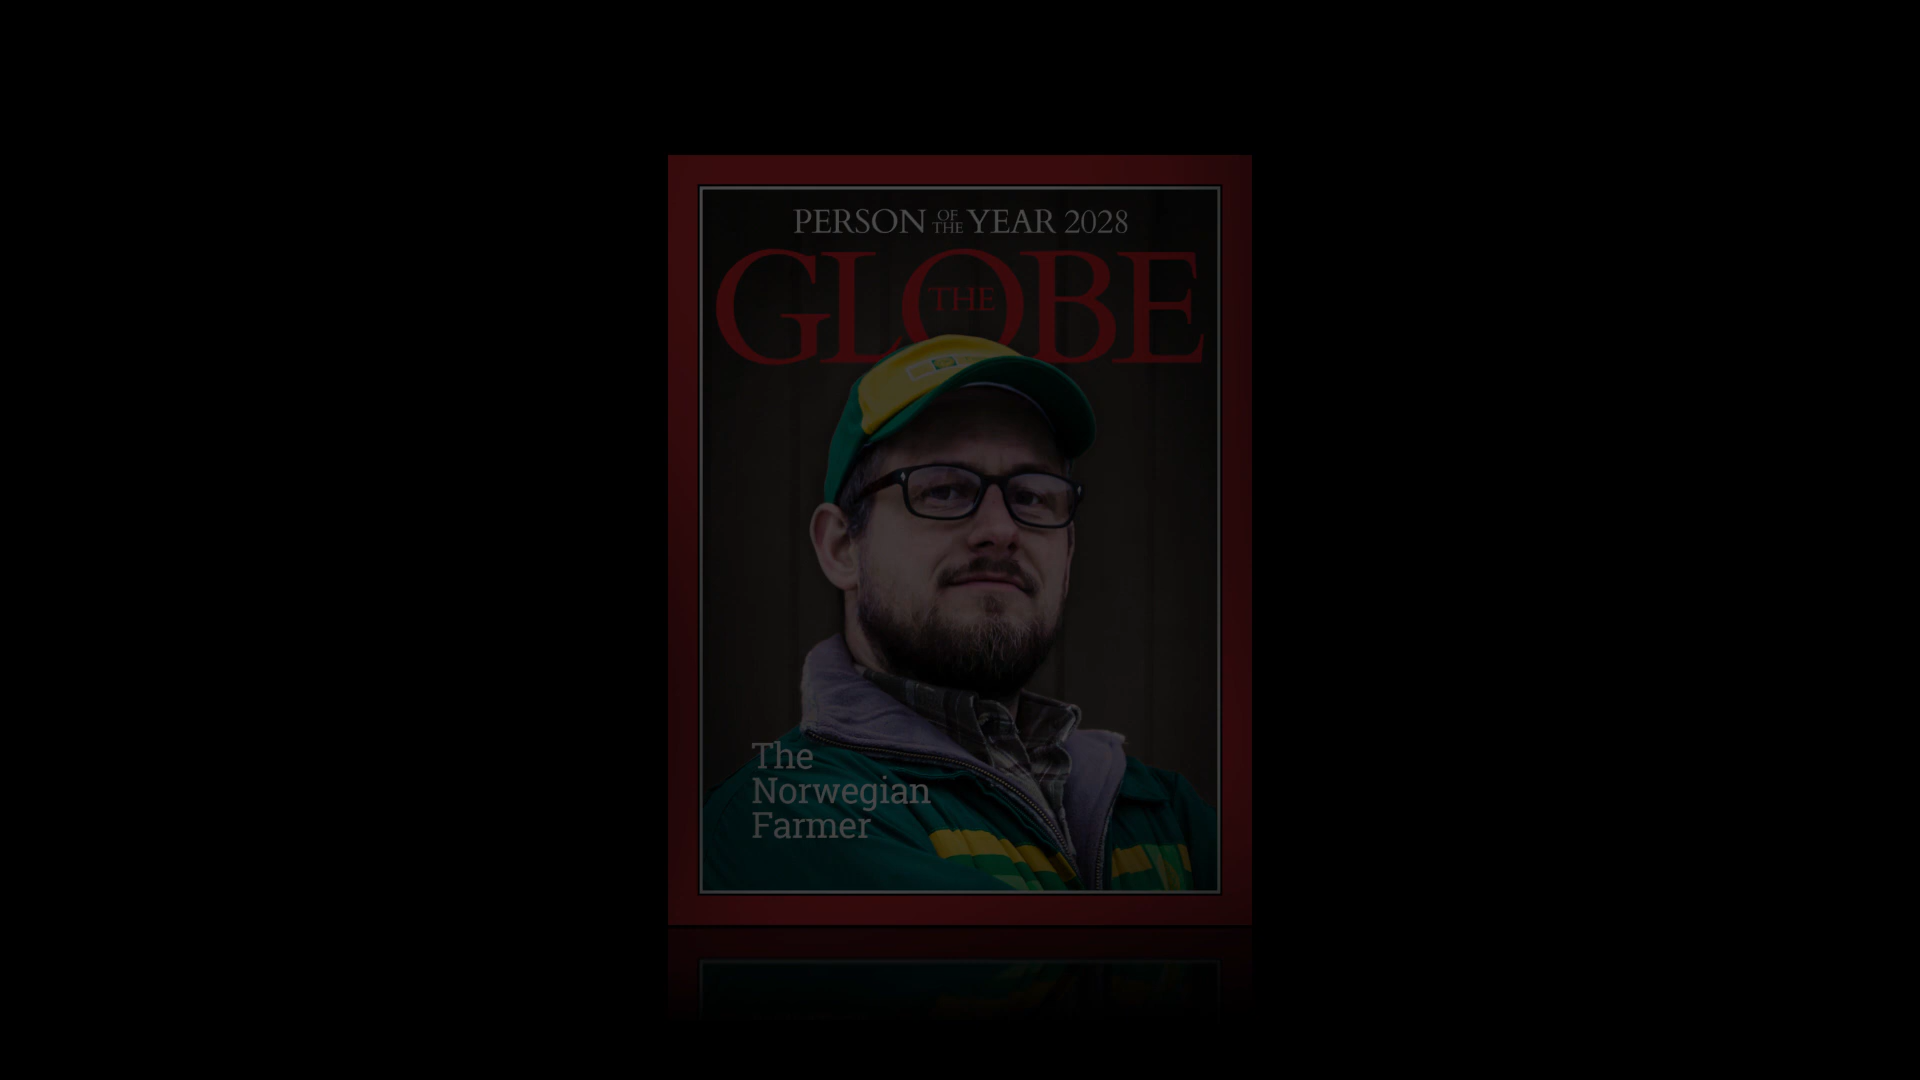 PERSON OF THE YEAR 2028
THE
GLOBE
The
Norwegian
Farmer